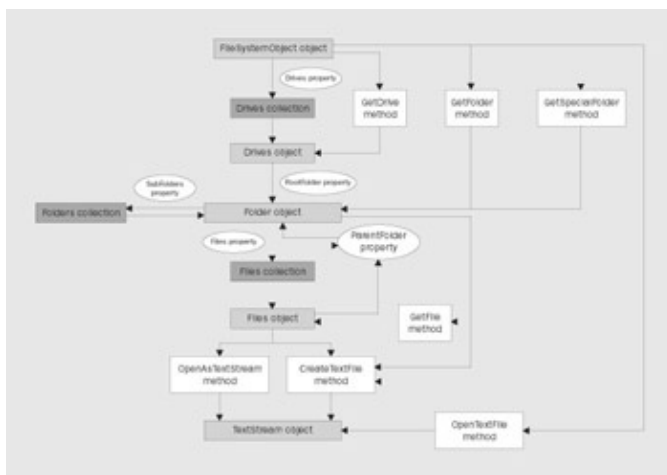 FileSystemObject object
Drives property
Drives collection
GetDrive
method
GetFolder
method
GetSpecialFolder
method
Drives object
SubFolders
property
RootFolder property
Folders collection
Folder object
Files property
ParentFolder
property
Files collection
Files object
GetFile
method
OpenAsTextStream
method
CreateTextFile
method
TextStream object
OpenTextFile
method